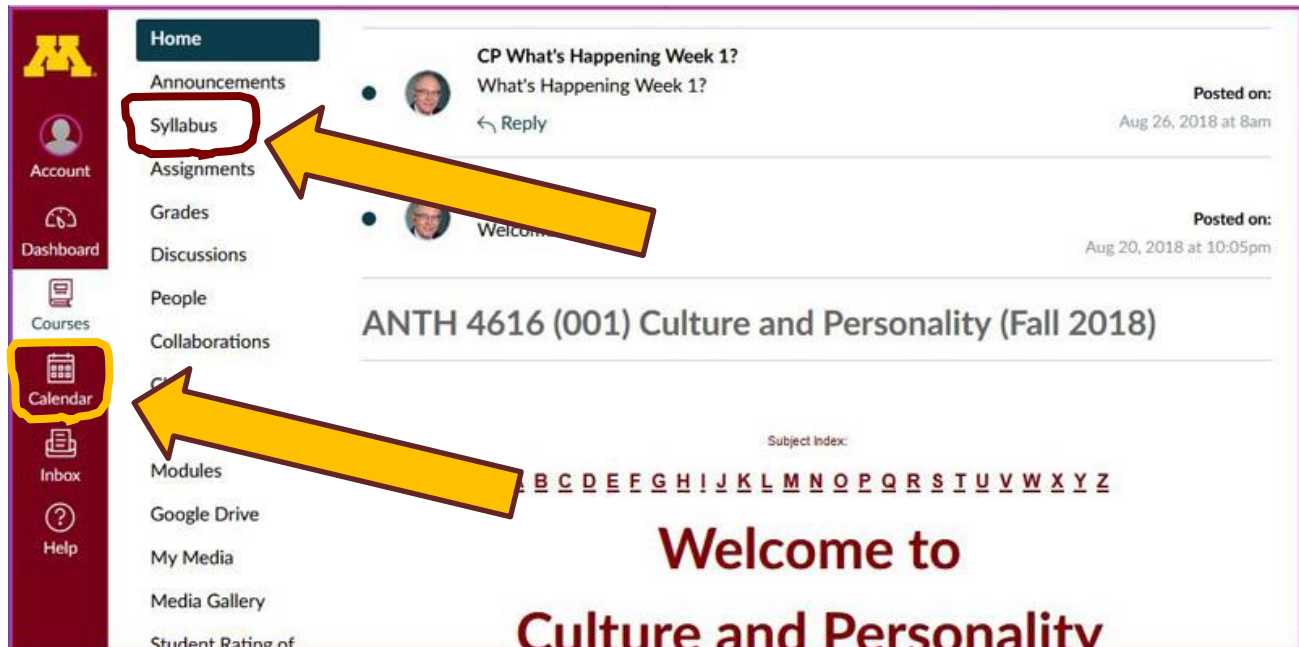 M
Account
Dashboard
Courses
Calendar
Inbox
Help
Home
Announcements
Syllabus
Assignments
Grades
Discussions
People
Collaborations
Modules
Google Drive
My Media
Media Gallery
Student Rating of
CP What's Happening Week 1?
What's Happening Week 1?
Reply
Posted on:
Aug 26, 2018 at 8am
Posted on:
Aug 20, 2018 at 10:05pm
ANTH 4616 (001) Culture and Personality (Fall 2018)
Subject Index:
B C D E F G H I J K L M N O P Q R S T U V W X Y Z
Welcome to
Culture and Personality